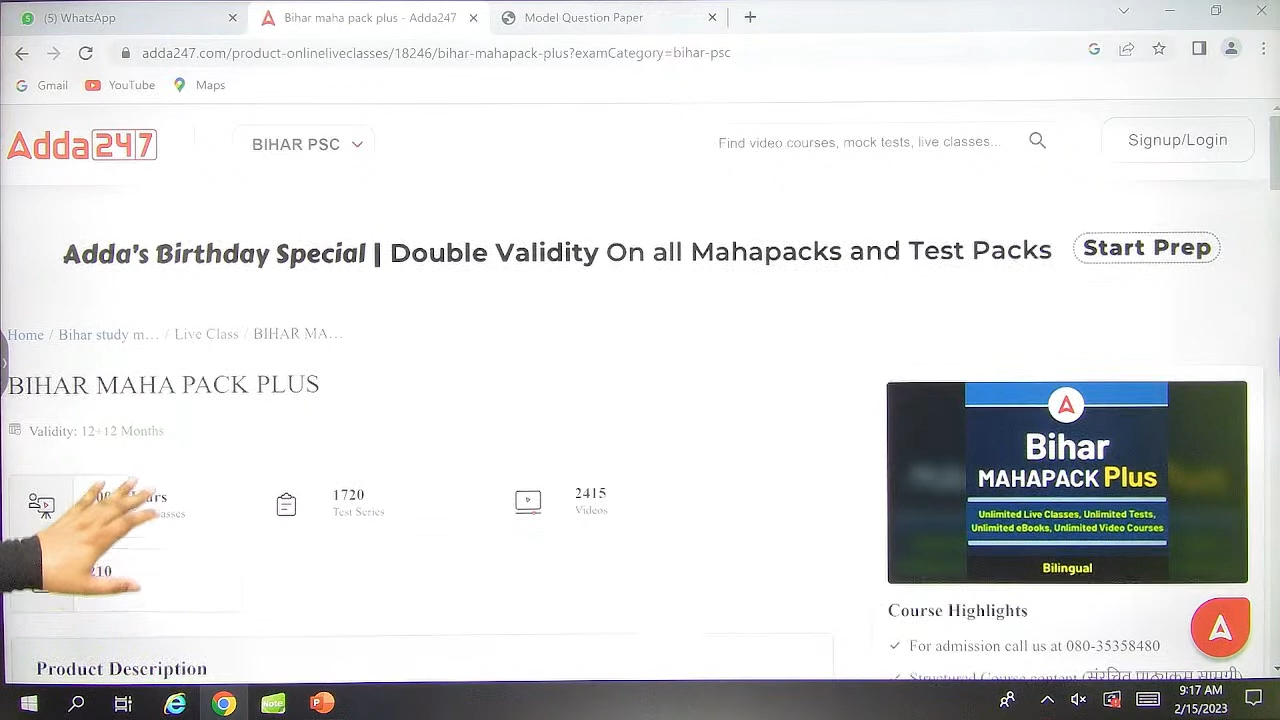 (5) WhatsApp
Bihar maha pack plus - Adda247
Model Question Paper
adda247.com/product-onlineliveclasses/18246/bihar-mahapack-plus?examCategory=bihar-psc
Gmail
YouTube
Maps
Adda247
BIHAR PSC
Find video courses, mock tests, live classes...
Signup/Login
Adda's Birthday Special | Double Validity On all Mahapacks and Test Packs
Start Prep
Home / Bihar study m... / Live Class / BIHAR MA...
BIHAR MAHA PACK PLUS
Validity: 12+12 Months
1720
Test Series
2415
Videos
Bihar
MAHAPACK Plus
Unlimited Live Classes, Unlimited Tests,
Unlimited eBooks, Unlimited Video Courses
Bilingual
Course Highlights
For admission call us at 080-35358480
Structured Course content
Product Description
Note
9:17 AM
2/15/2023